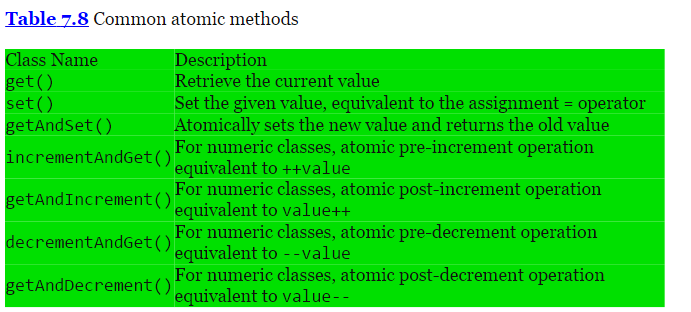 Table 7.8 Common atomic methods
Class Name Description
get() Retrieve the current value
set() Set the given value, equivalent to the assignment = operator
getAndSet() Atomically sets the new value and returns the old value
incrementAndGet() For numeric classes, atomic pre-increment operation
equivalent to ++value
getAndIncrement() For numeric classes, atomic post-increment operation
equivalent to value++
decrementAndGet() For numeric classes, atomic pre-decrement operation
equivalent to --value
getAndDecrement() For numeric classes, atomic post-decrement operation
equivalent to value--